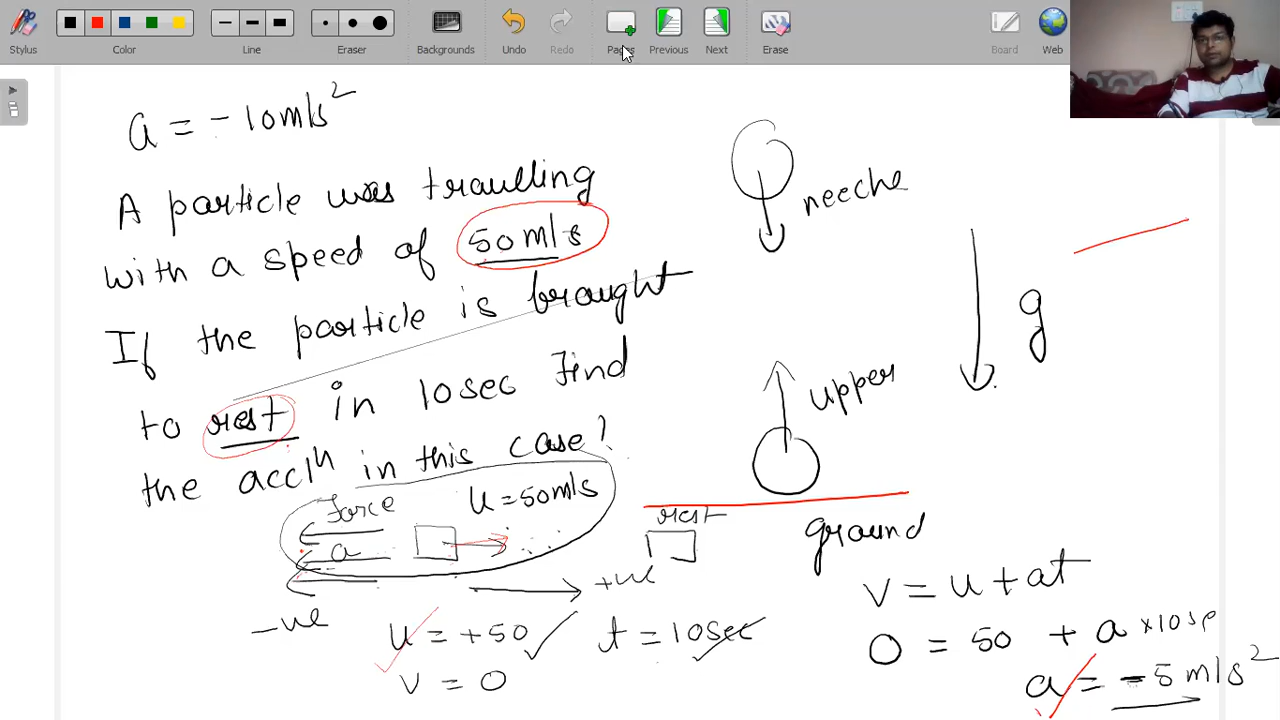 Stylus Color Line Eraser Backgrounds Undo Redo Pages Previous Next Erase Board Web
a = -10m/s²
A particle was travlling
with a speed of 50m/s
If the particle is brought
to rest in 10sec Find
the accl^n in this case?
Force
u = 50m/s
a
-ve
+ve
u = +50
t = 10sec
v = 0
neeche
g
upper
rest
ground
v = u + at
0 = 50 + a ×10
a = -5 m/s²